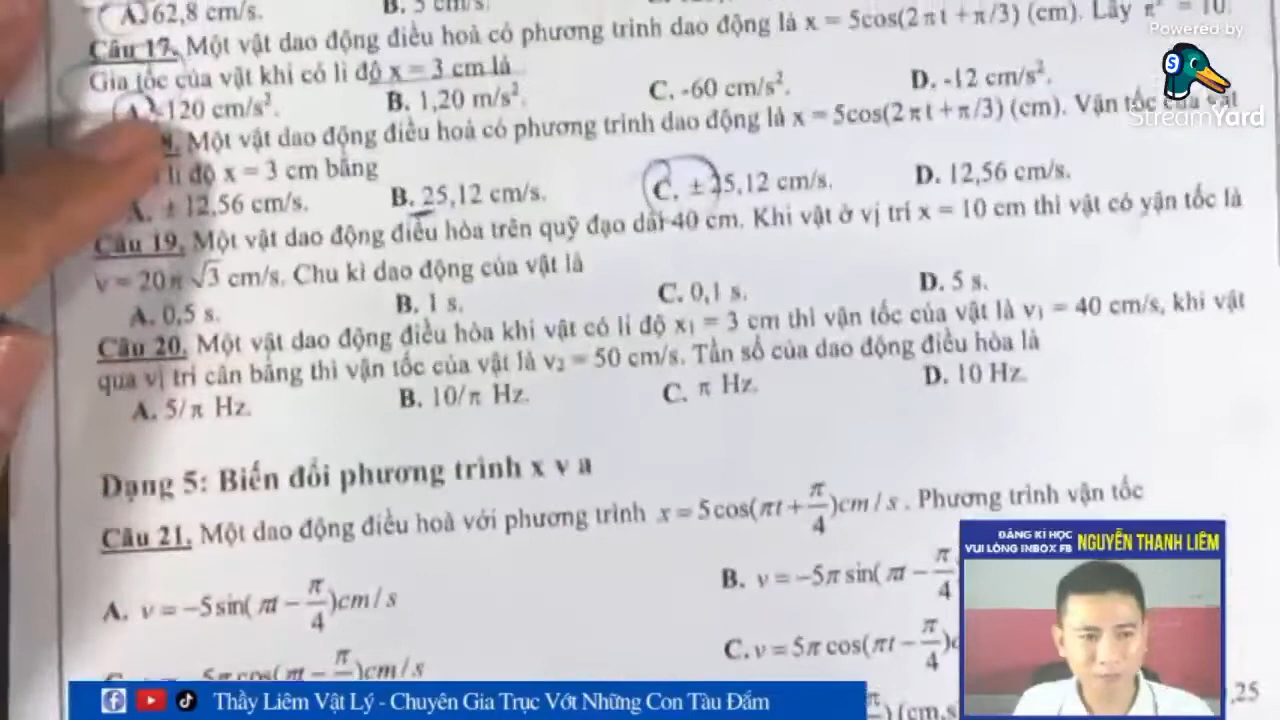 A. 62,8 cm/s.
B. 5 cm/s.
Câu 17. Một vật dao động điều hoà có phương trình dao động là x = 5cos(2πt + π/3) (cm). Lấy π² = 10.
Gia tốc của vật khi có li độ x = 3 cm là
A. -120 cm/s².
B. 1,20 m/s².
C. -60 cm/s².
D. -12 cm/s².
Một vật dao động điều hoà có phương trình dao động là x = 5cos(2πt + π/3) (cm). Vận tốc của vật
li độ x = 3 cm bằng
A. ± 12,56 cm/s.
B. 25,12 cm/s.
C. ± 25,12 cm/s.
D. 12,56 cm/s.
Câu 19. Một vật dao động điều hòa trên quỹ đạo dài 40 cm. Khi vật ở vị trí x = 10 cm thì vật có vận tốc là
v = 20π√3 cm/s. Chu kì dao động của vật là
A. 0,5 s.
B. 1 s.
C. 0,1 s.
D. 5 s.
Câu 20. Một vật dao động điều hòa khi vật có li độ x₁ = 3 cm thì vận tốc của vật là v₁ = 40 cm/s, khi vật
qua vị trí cân bằng thì vận tốc của vật là v₂ = 50 cm/s. Tần số của dao động điều hòa là
A. 5/π Hz.
B. 10/π Hz.
C. π Hz.
D. 10 Hz.
Dạng 5: Biến đổi phương trình x v a
Câu 21. Một dao động điều hoà với phương trình x = 5cos(πt + π/4)cm / s . Phương trình vận tốc
A. v = -5sin(πt - π/4)cm / s
B. v = -5π sin(πt - π/4
C. v = 5π cos(πt - π/4)
5π cos(πt - π/4)cm / s
)(cm,s
,25
Powered by
StreamYard
ĐĂNG KÍ HỌC
VUI LÒNG INBOX FB
NGUYỄN THANH LIÊM
Thầy Liêm Vật Lý - Chuyên Gia Trục Vớt Những Con Tàu Đắm